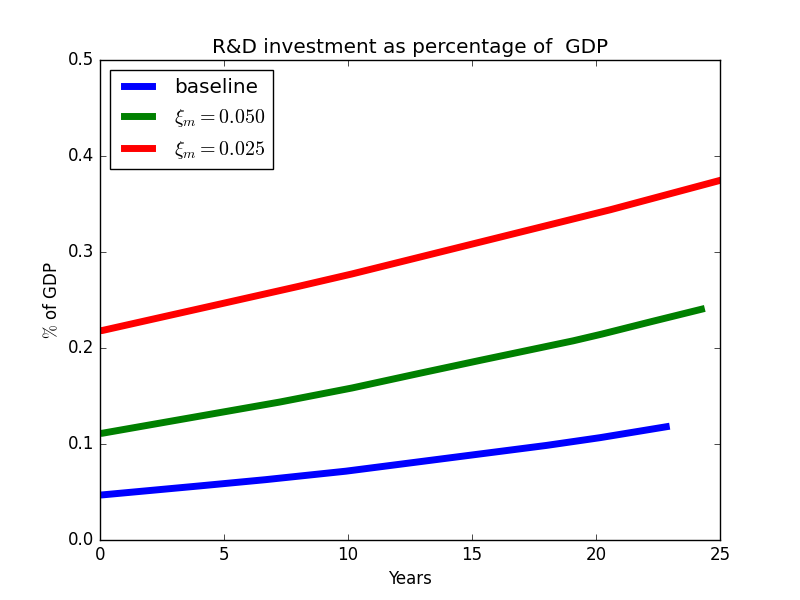 R&D investment as percentage of  GDP
0.5
0.4
0.3
0.2
0.1
0.0
% of GDP
baseline
ξₘ = 0.050
ξₘ = 0.025
0 5 10 15 20 25
Years